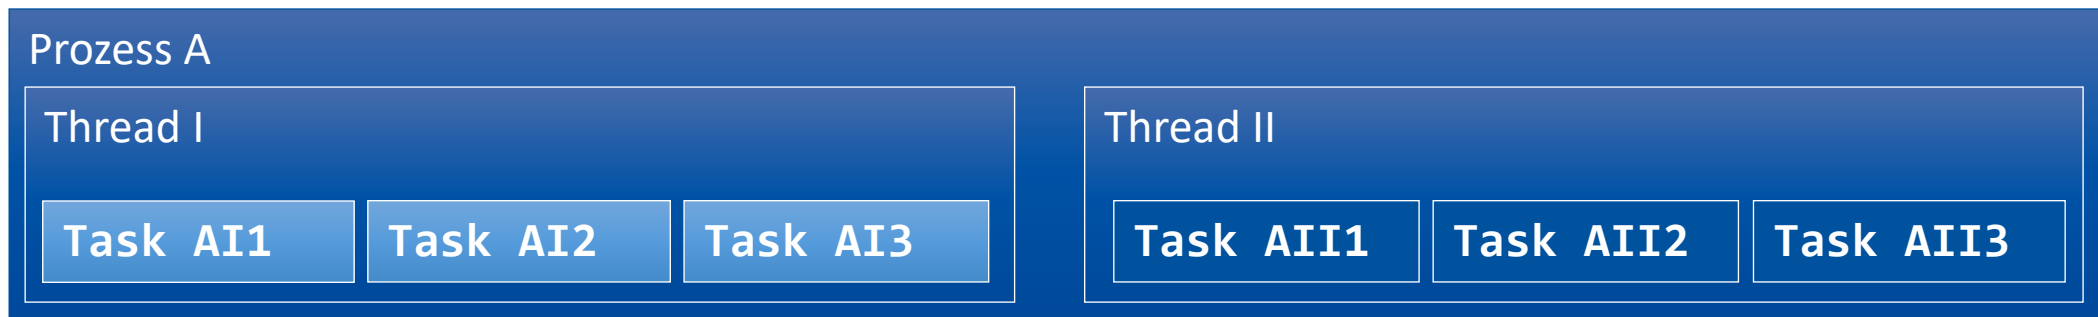 Prozess A
Thread I
Thread II
Task AI1
Task AI2
Task AI3
Task AII1
Task AII2
Task AII3